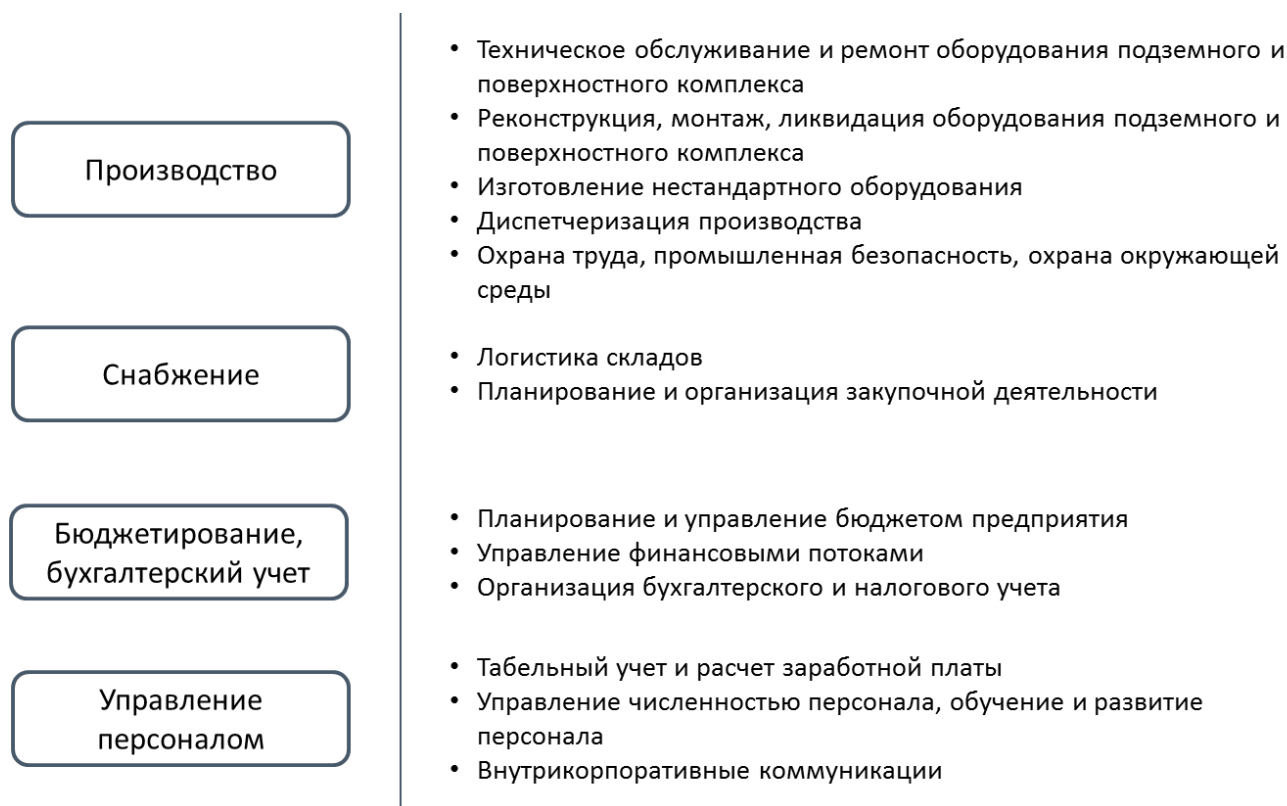 Производство
• Техническое обслуживание и ремонт оборудования подземного и
поверхностного комплекса
• Реконструкция, монтаж, ликвидация оборудования подземного и
поверхностного комплекса
• Изготовление нестандартного оборудования
• Диспетчеризация производства
• Охрана труда, промышленная безопасность, охрана окружающей
среды
Снабжение
• Логистика складов
• Планирование и организация закупочной деятельности
Бюджетирование,
бухгалтерский учет
• Планирование и управление бюджетом предприятия
• Управление финансовыми потоками
• Организация бухгалтерского и налогового учета
Управление
персоналом
• Табельный учет и расчет заработной платы
• Управление численностью персонала, обучение и развитие
персонала
• Внутрикорпоративные коммуникации